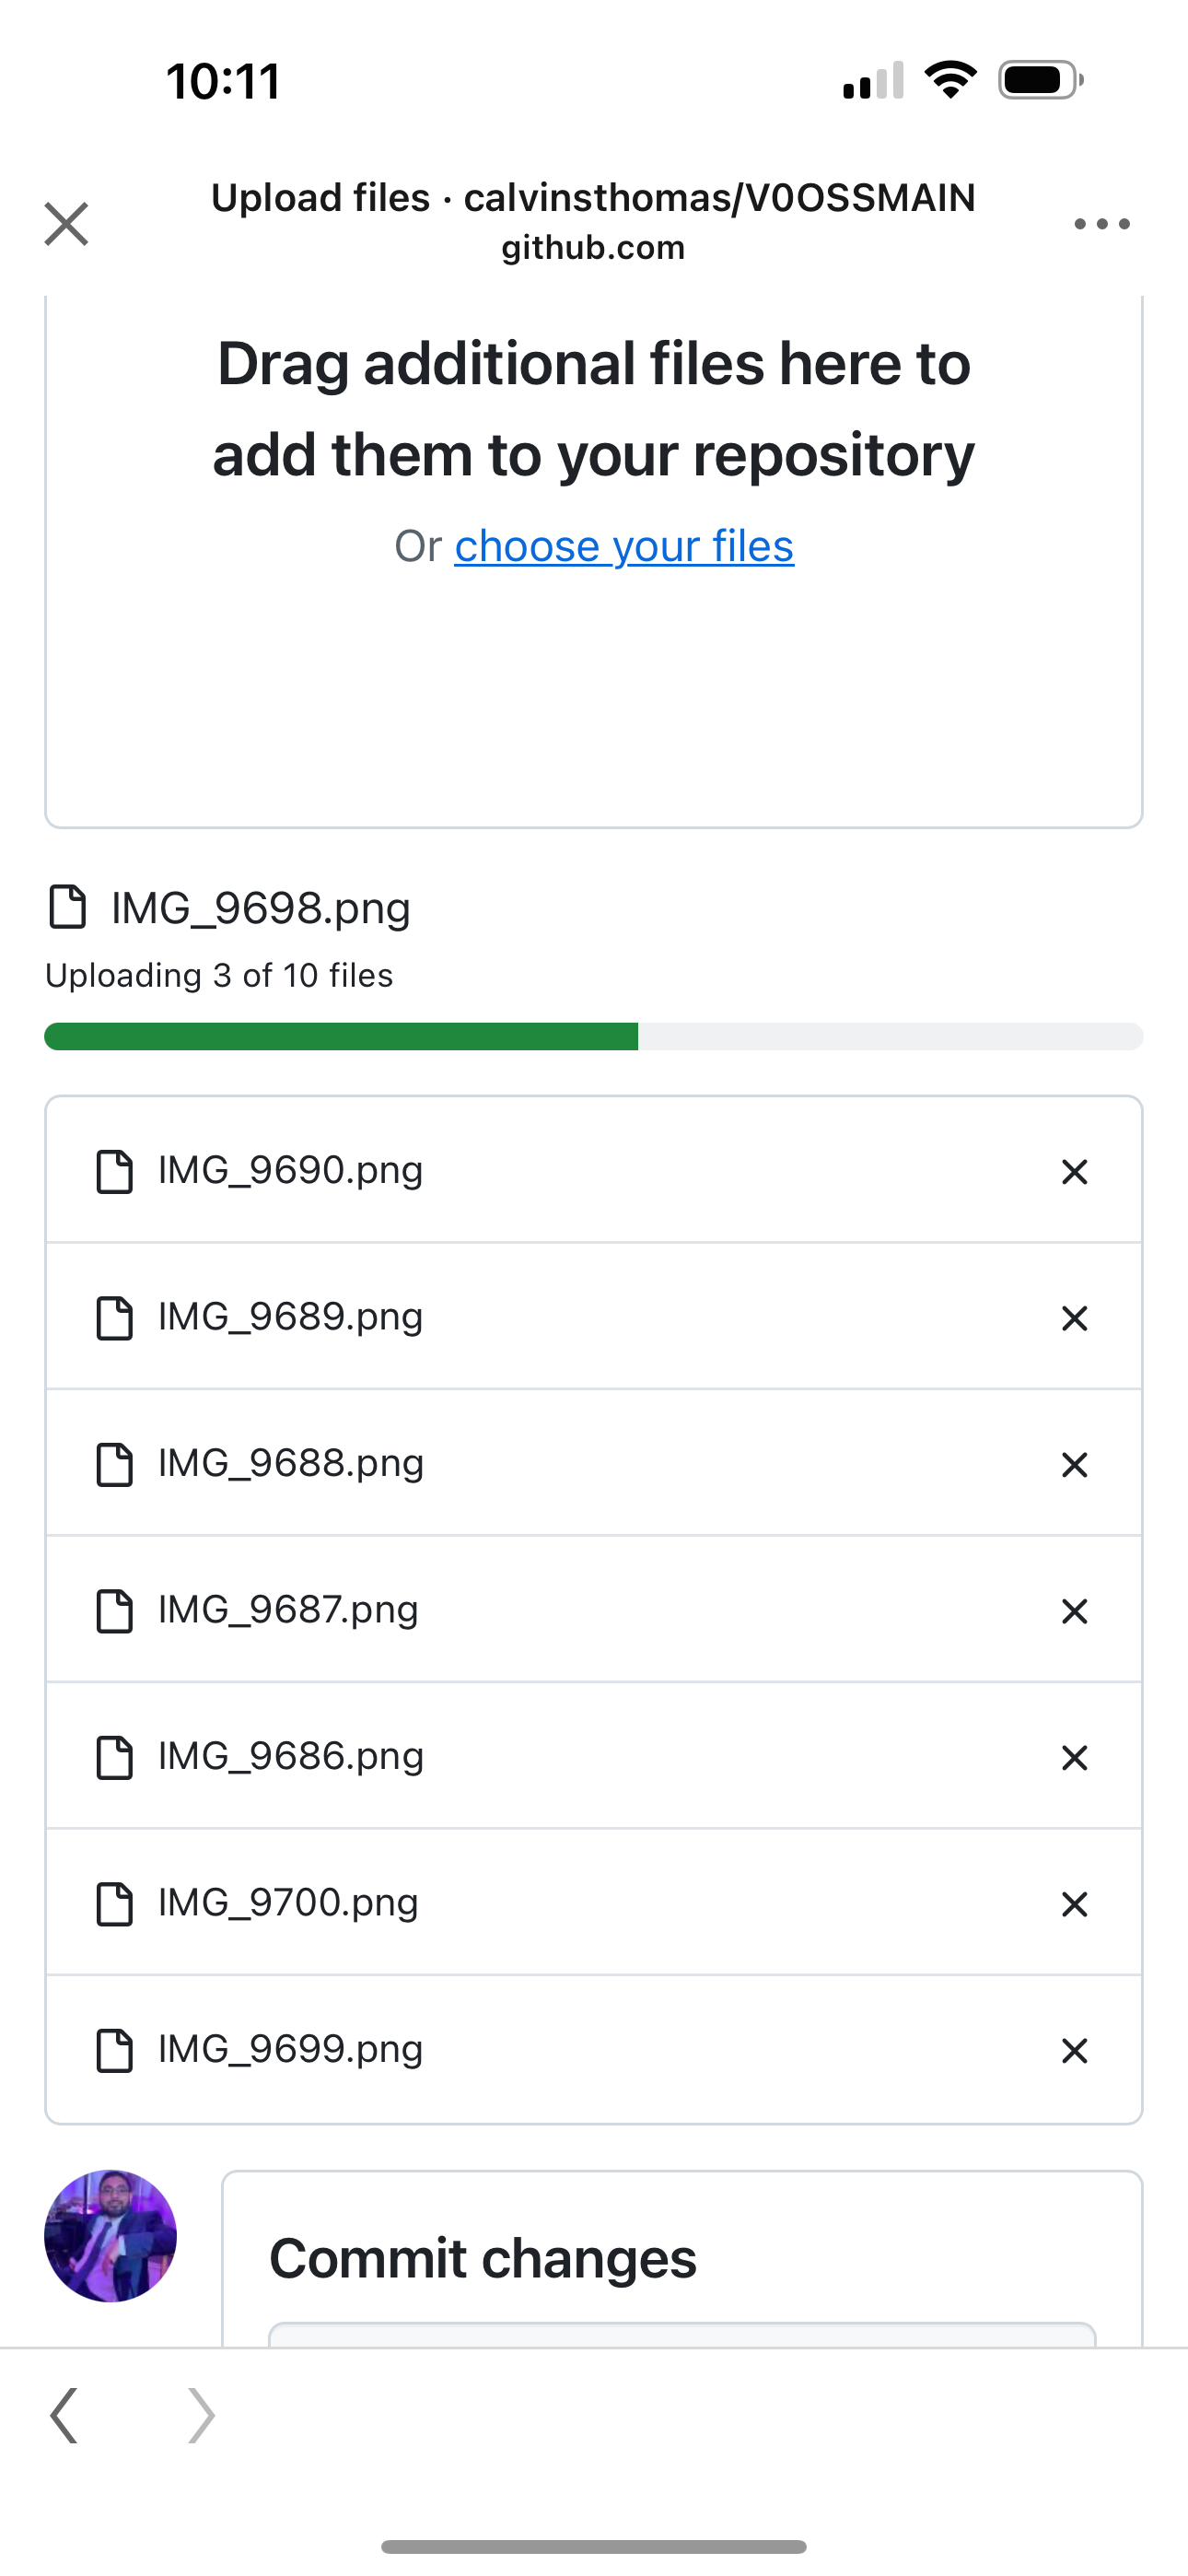 10:11
Upload files · calvinsthomas/V0OSSMAIN
github.com
Drag additional files here to
add them to your repository
Or choose your files
IMG_9698.png
Uploading 3 of 10 files
IMG_9690.png
IMG_9689.png
IMG_9688.png
IMG_9687.png
IMG_9686.png
IMG_9700.png
IMG_9699.png
Commit changes